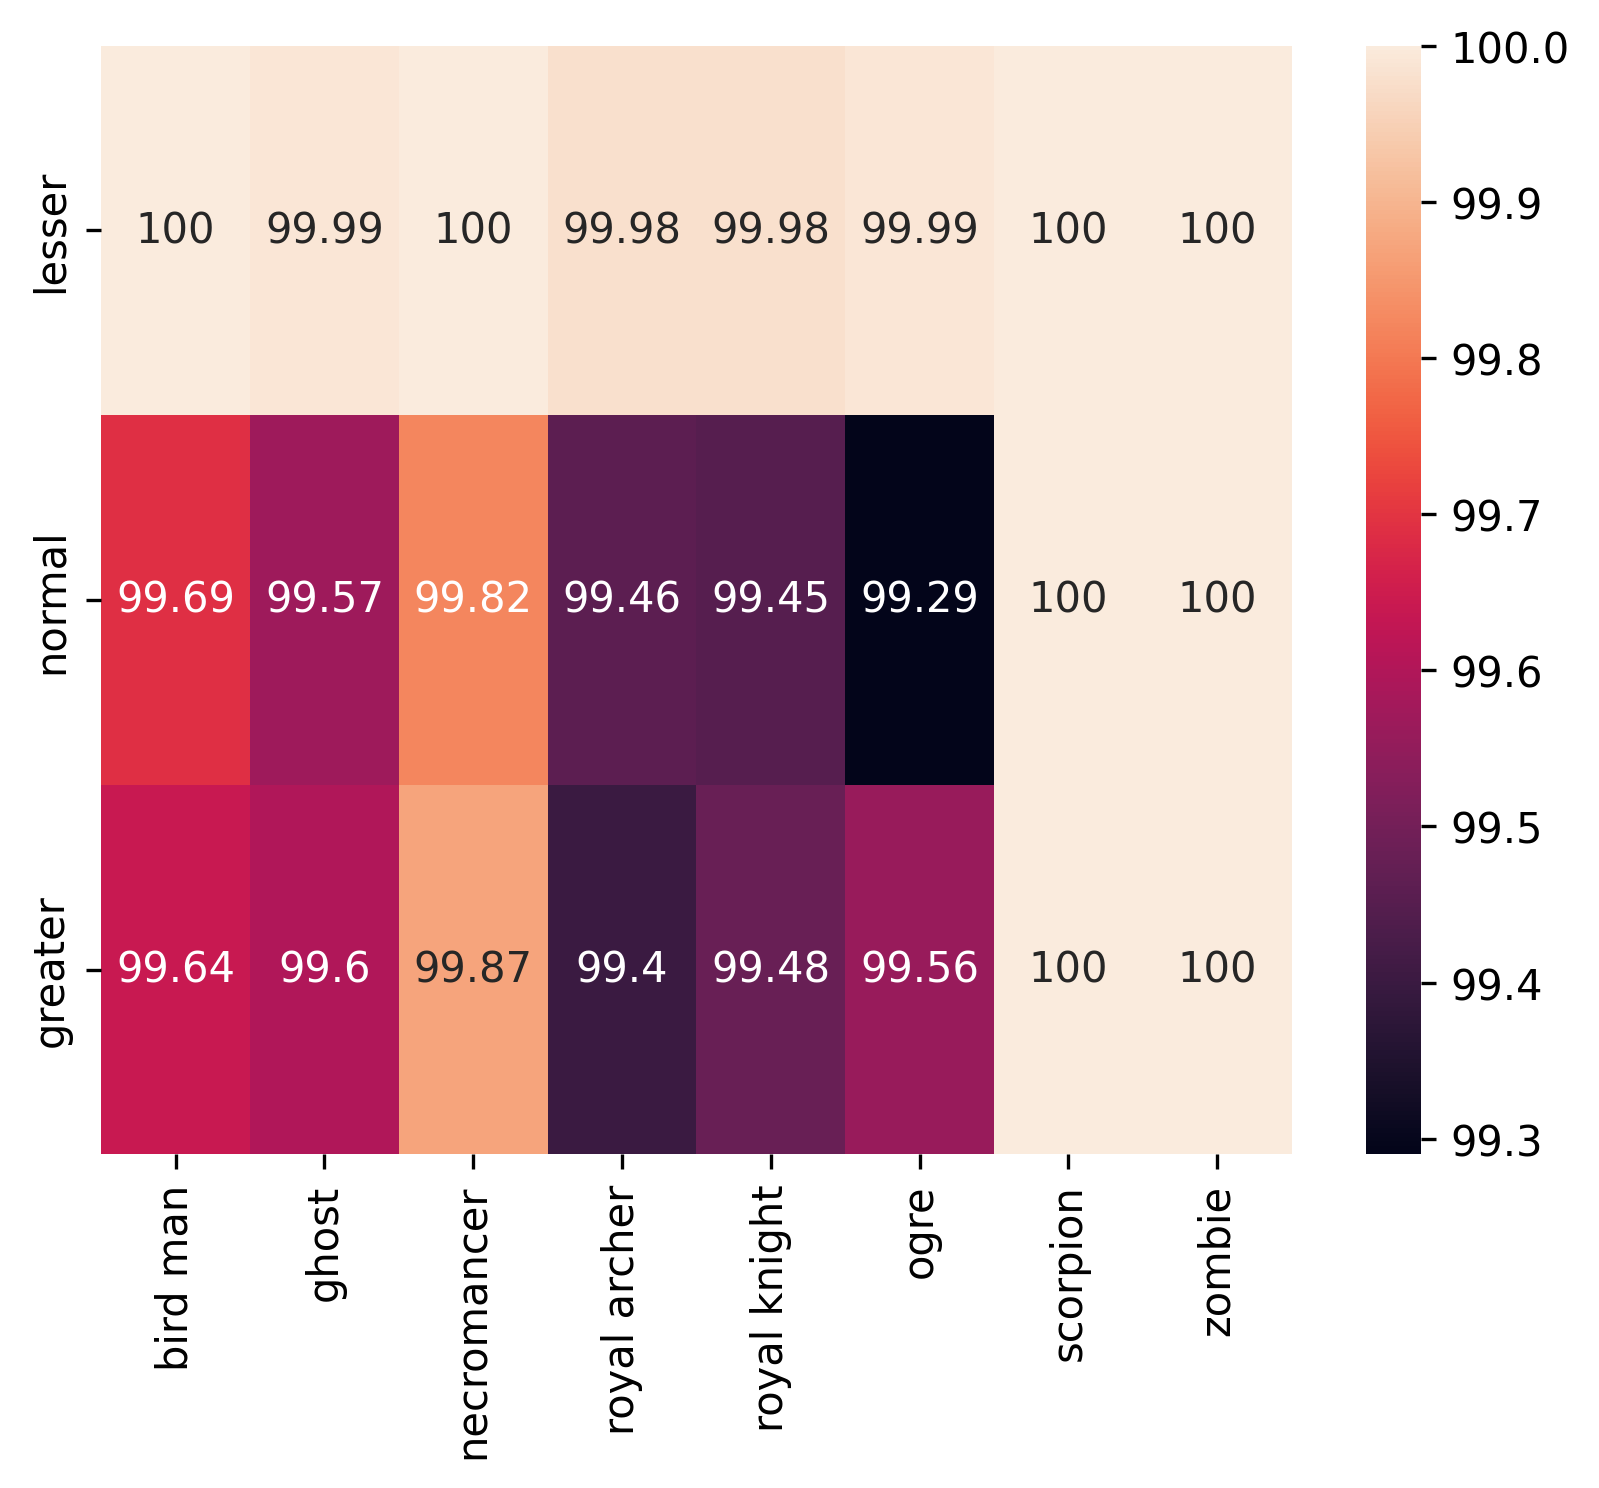 lesser
100 99.99 100 99.98 99.98 99.99 100 100
normal
99.69 99.57 99.82 99.46 99.45 99.29 100 100
greater
99.64 99.6 99.87 99.4 99.48 99.56 100 100
bird man
ghost
necromancer
royal archer
royal knight
ogre
scorpion
zombie
100.0
99.9
99.8
99.7
99.6
99.5
99.4
99.3